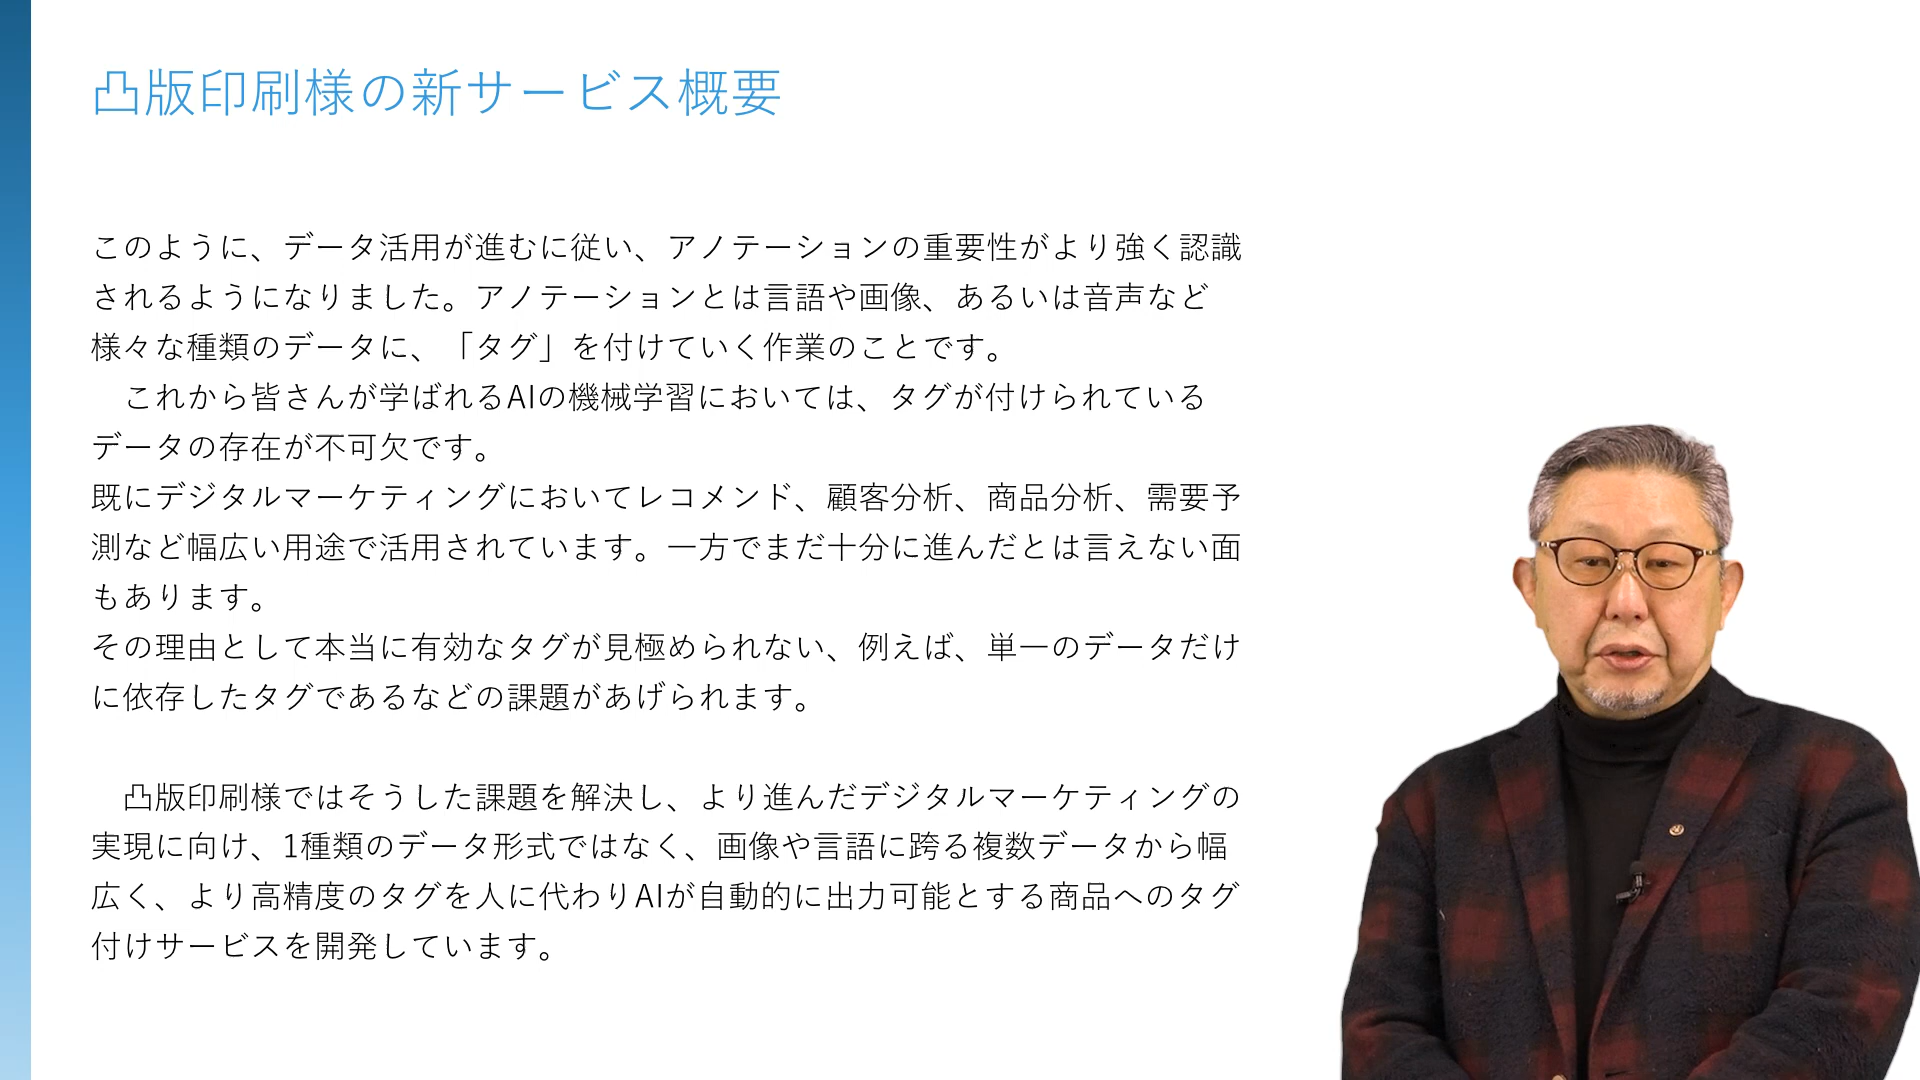 凸版印刷様の新サービス概要
このように、データ活用が進むに従い、アノテーションの重要性がより強く認識
されるようになりました。アノテーションとは言語や画像、あるいは音声など
様々な種類のデータに、「タグ」を付けていく作業のことです。
　これから皆さんが学ばれるAIの機械学習においては、タグが付けられている
データの存在が不可欠です。
既にデジタルマーケティングにおいてレコメンド、顧客分析、商品分析、需要予
測など幅広い用途で活用されています。一方でまだ十分に進んだとは言えない面
もあります。
その理由として本当に有効なタグが見極められない、例えば、単一のデータだけ
に依存したタグであるなどの課題があげられます。
　凸版印刷様ではそうした課題を解決し、より進んだデジタルマーケティングの
実現に向け、1種類のデータ形式ではなく、画像や言語に跨る複数データから幅
広く、より高精度のタグを人に代わりAIが自動的に出力可能とする商品へのタグ
付けサービスを開発しています。